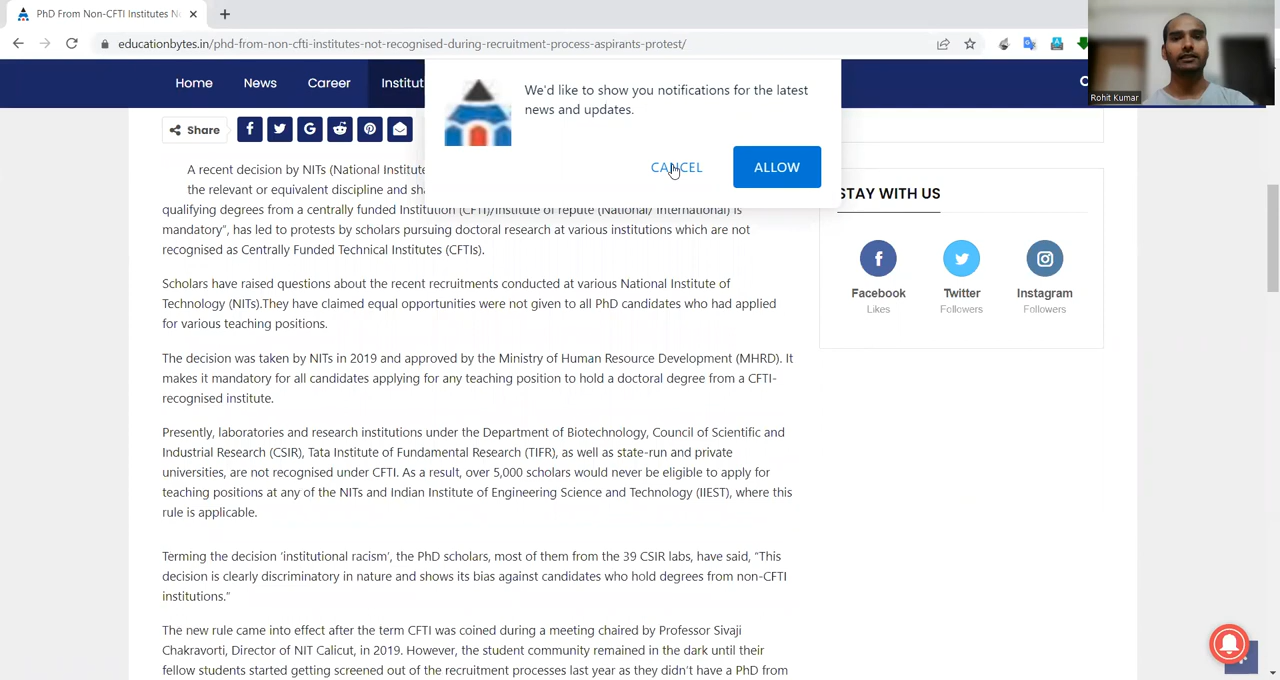 PhD From Non-CFTI Institutes N
educationbytes.in/phd-from-non-cfti-institutes-not-recognised-during-recruitment-process-aspirants-protest/
Rohit Kumar
Home News Career Institut
We'd like to show you notifications for the latest
news and updates.
CANCEL ALLOW
Share
A recent decision by NITs (National Institute
the relevant or equivalent discipline and sh
qualifying degrees from a centrally funded Institution (CFTI)/Institute of repute (National/ International) is
mandatory", has led to protests by scholars pursuing doctoral research at various institutions which are not
recognised as Centrally Funded Technical Institutes (CFTIs).
Scholars have raised questions about the recent recruitments conducted at various National Institute of
Technology (NITs).They have claimed equal opportunities were not given to all PhD candidates who had applied
for various teaching positions.
The decision was taken by NITs in 2019 and approved by the Ministry of Human Resource Development (MHRD). It
makes it mandatory for all candidates applying for any teaching position to hold a doctoral degree from a CFTI-
recognised institute.
Presently, laboratories and research institutions under the Department of Biotechnology, Council of Scientific and
Industrial Research (CSIR), Tata Institute of Fundamental Research (TIFR), as well as state-run and private
universities, are not recognised under CFTI. As a result, over 5,000 scholars would never be eligible to apply for
teaching positions at any of the NITs and Indian Institute of Engineering Science and Technology (IIEST), where this
rule is applicable.
Terming the decision 'institutional racism', the PhD scholars, most of them from the 39 CSIR labs, have said, "This
decision is clearly discriminatory in nature and shows its bias against candidates who hold degrees from non-CFTI
institutions."
The new rule came into effect after the term CFTI was coined during a meeting chaired by Professor Sivaji
Chakravorti, Director of NIT Calicut, in 2019. However, the student community remained in the dark until their
fellow students started getting screened out of the recruitment processes last year as they didn't have a PhD from
STAY WITH US
Facebook Twitter Instagram
Likes Followers Followers